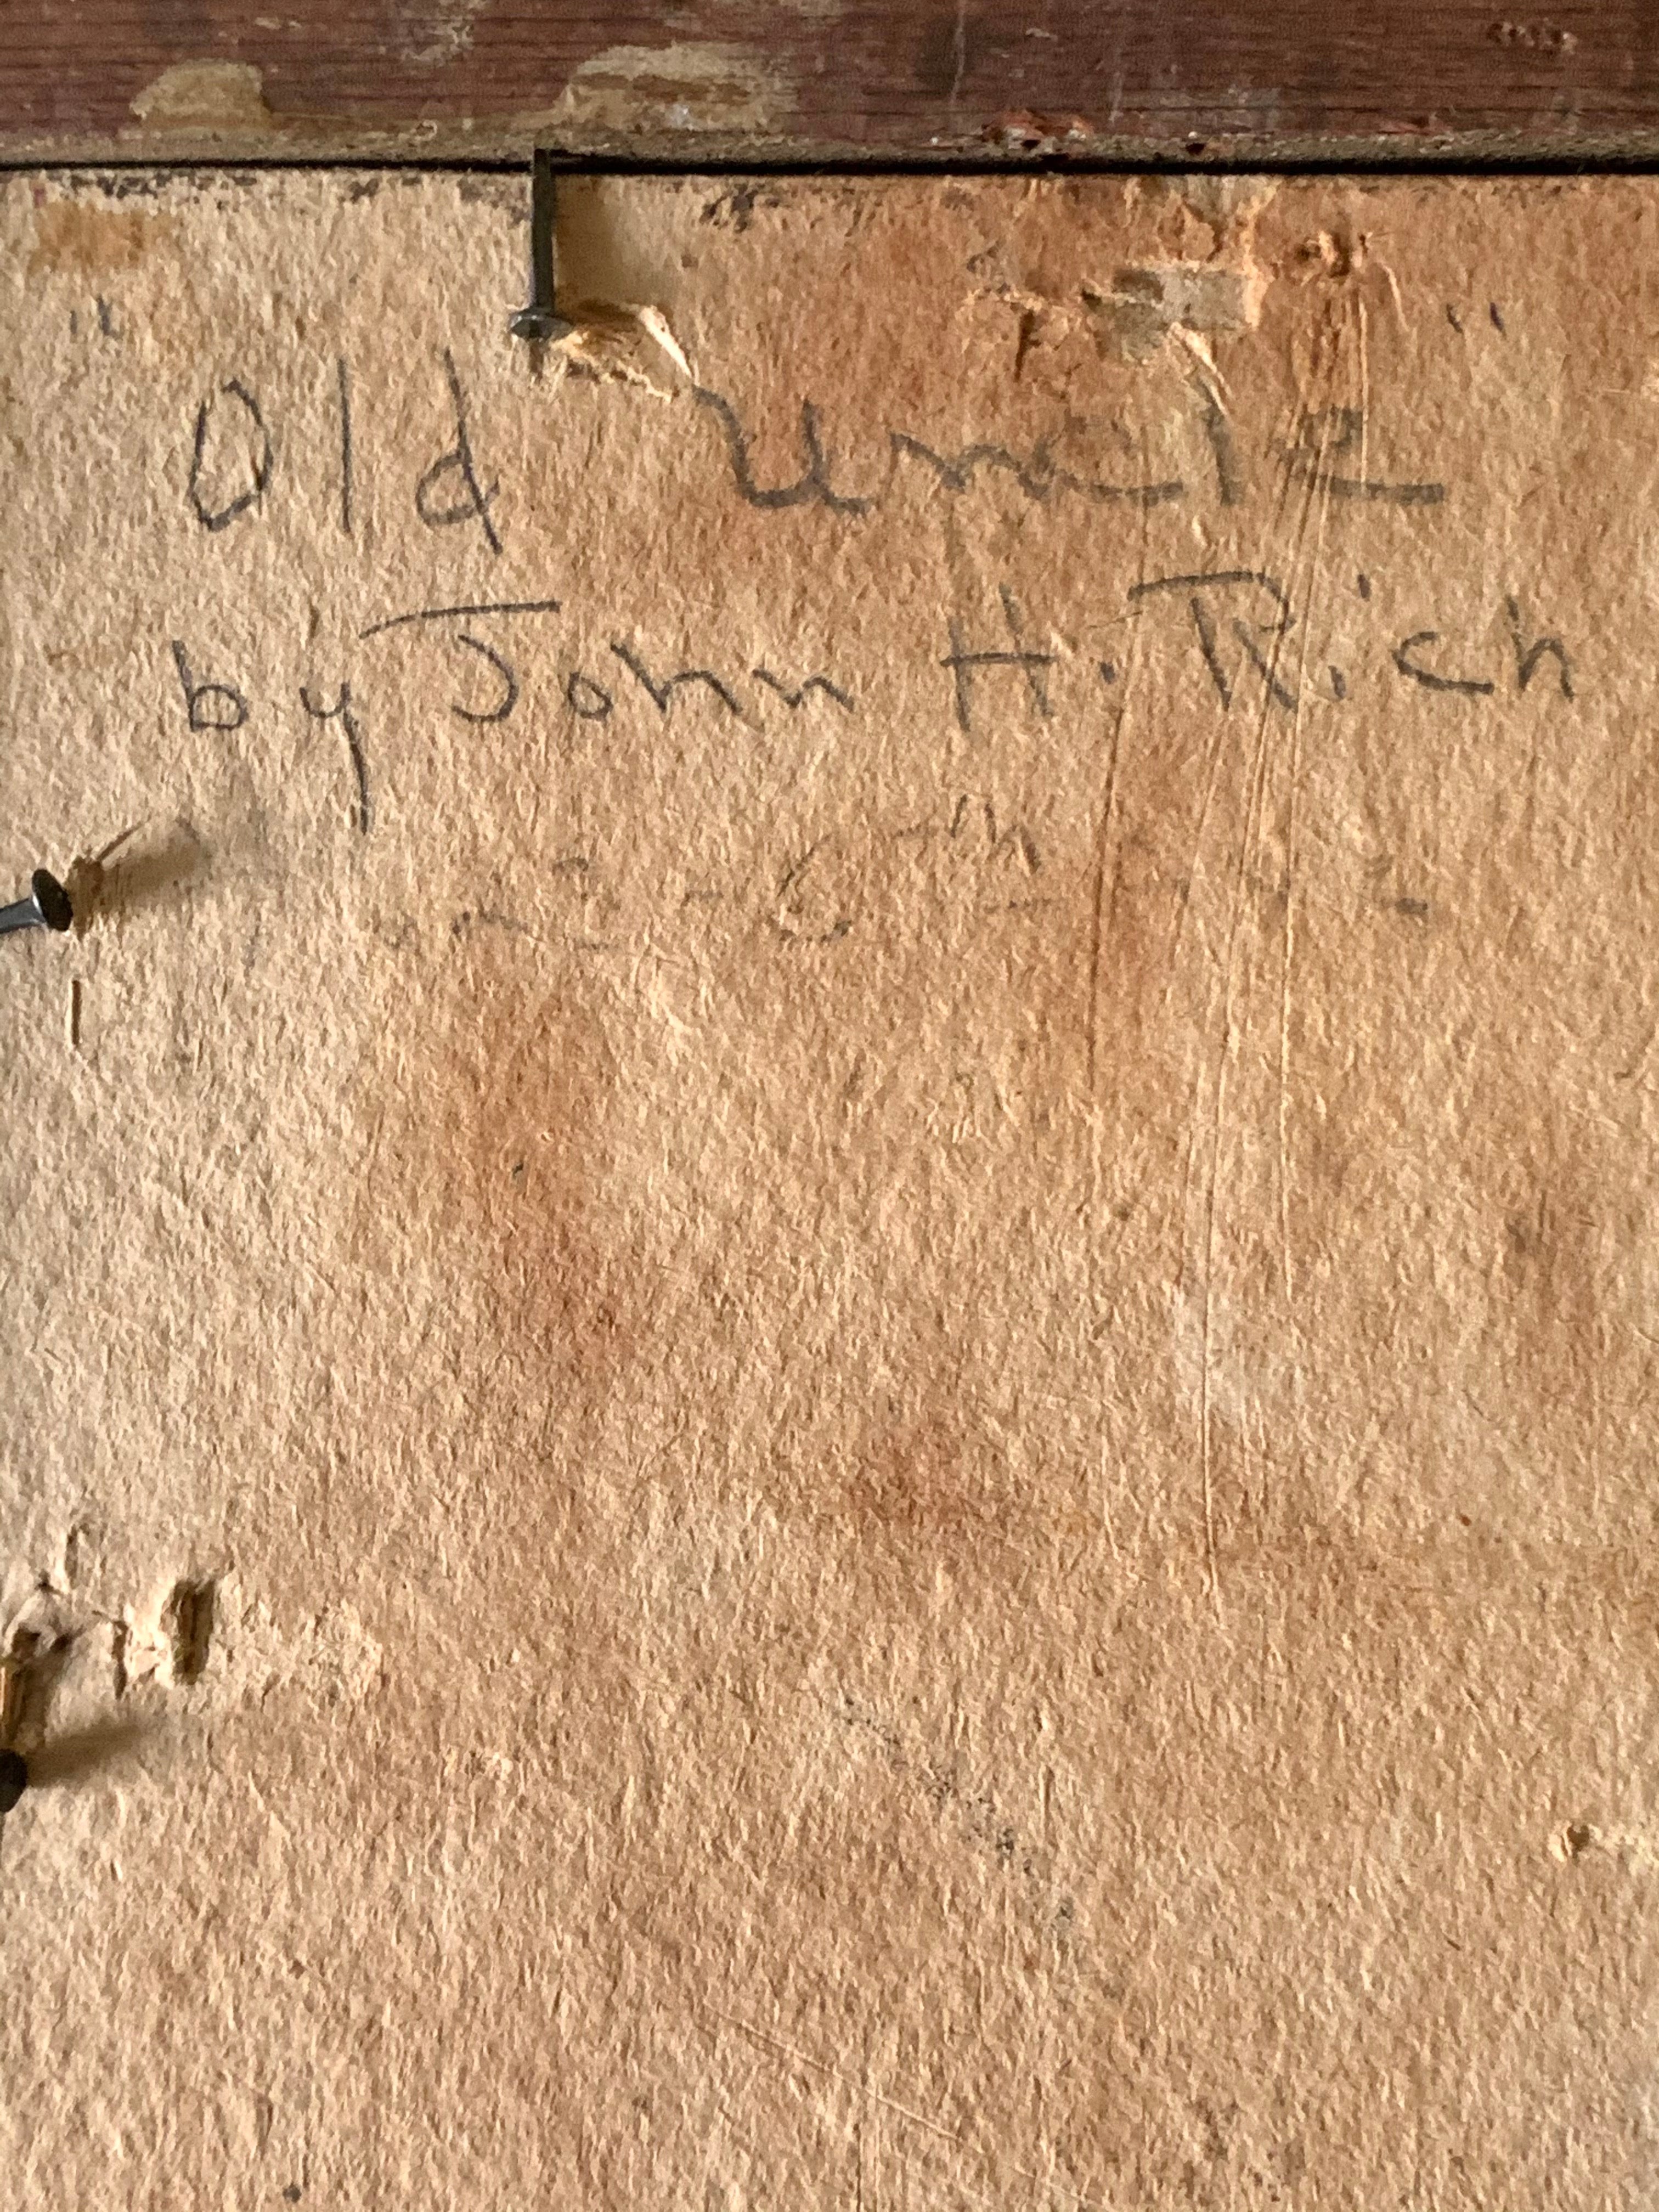 " Old Uncle "
by John H. Rich